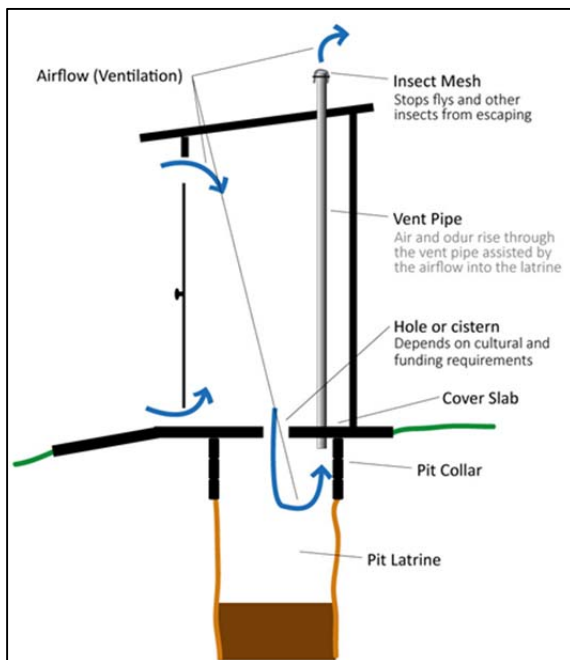 Airflow (Ventilation)
Insect Mesh
Stops flys and other
insects from escaping
Vent Pipe
Air and odur rise through
the vent pipe assisted by
the airflow into the latrine
Hole or cistern
Depends on cultural and
funding requirements
Cover Slab
Pit Collar
Pit Latrine